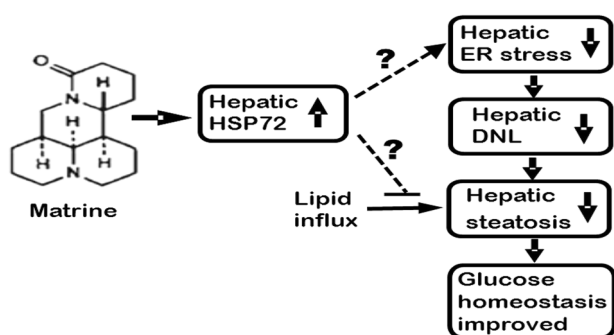 O
N
H
H
H
H
N
Matrine
Hepatic
HSP72
?
?
Lipid
influx
Hepatic
ER stress
Hepatic
DNL
Hepatic
steatosis
Glucose
homeostasis
improved